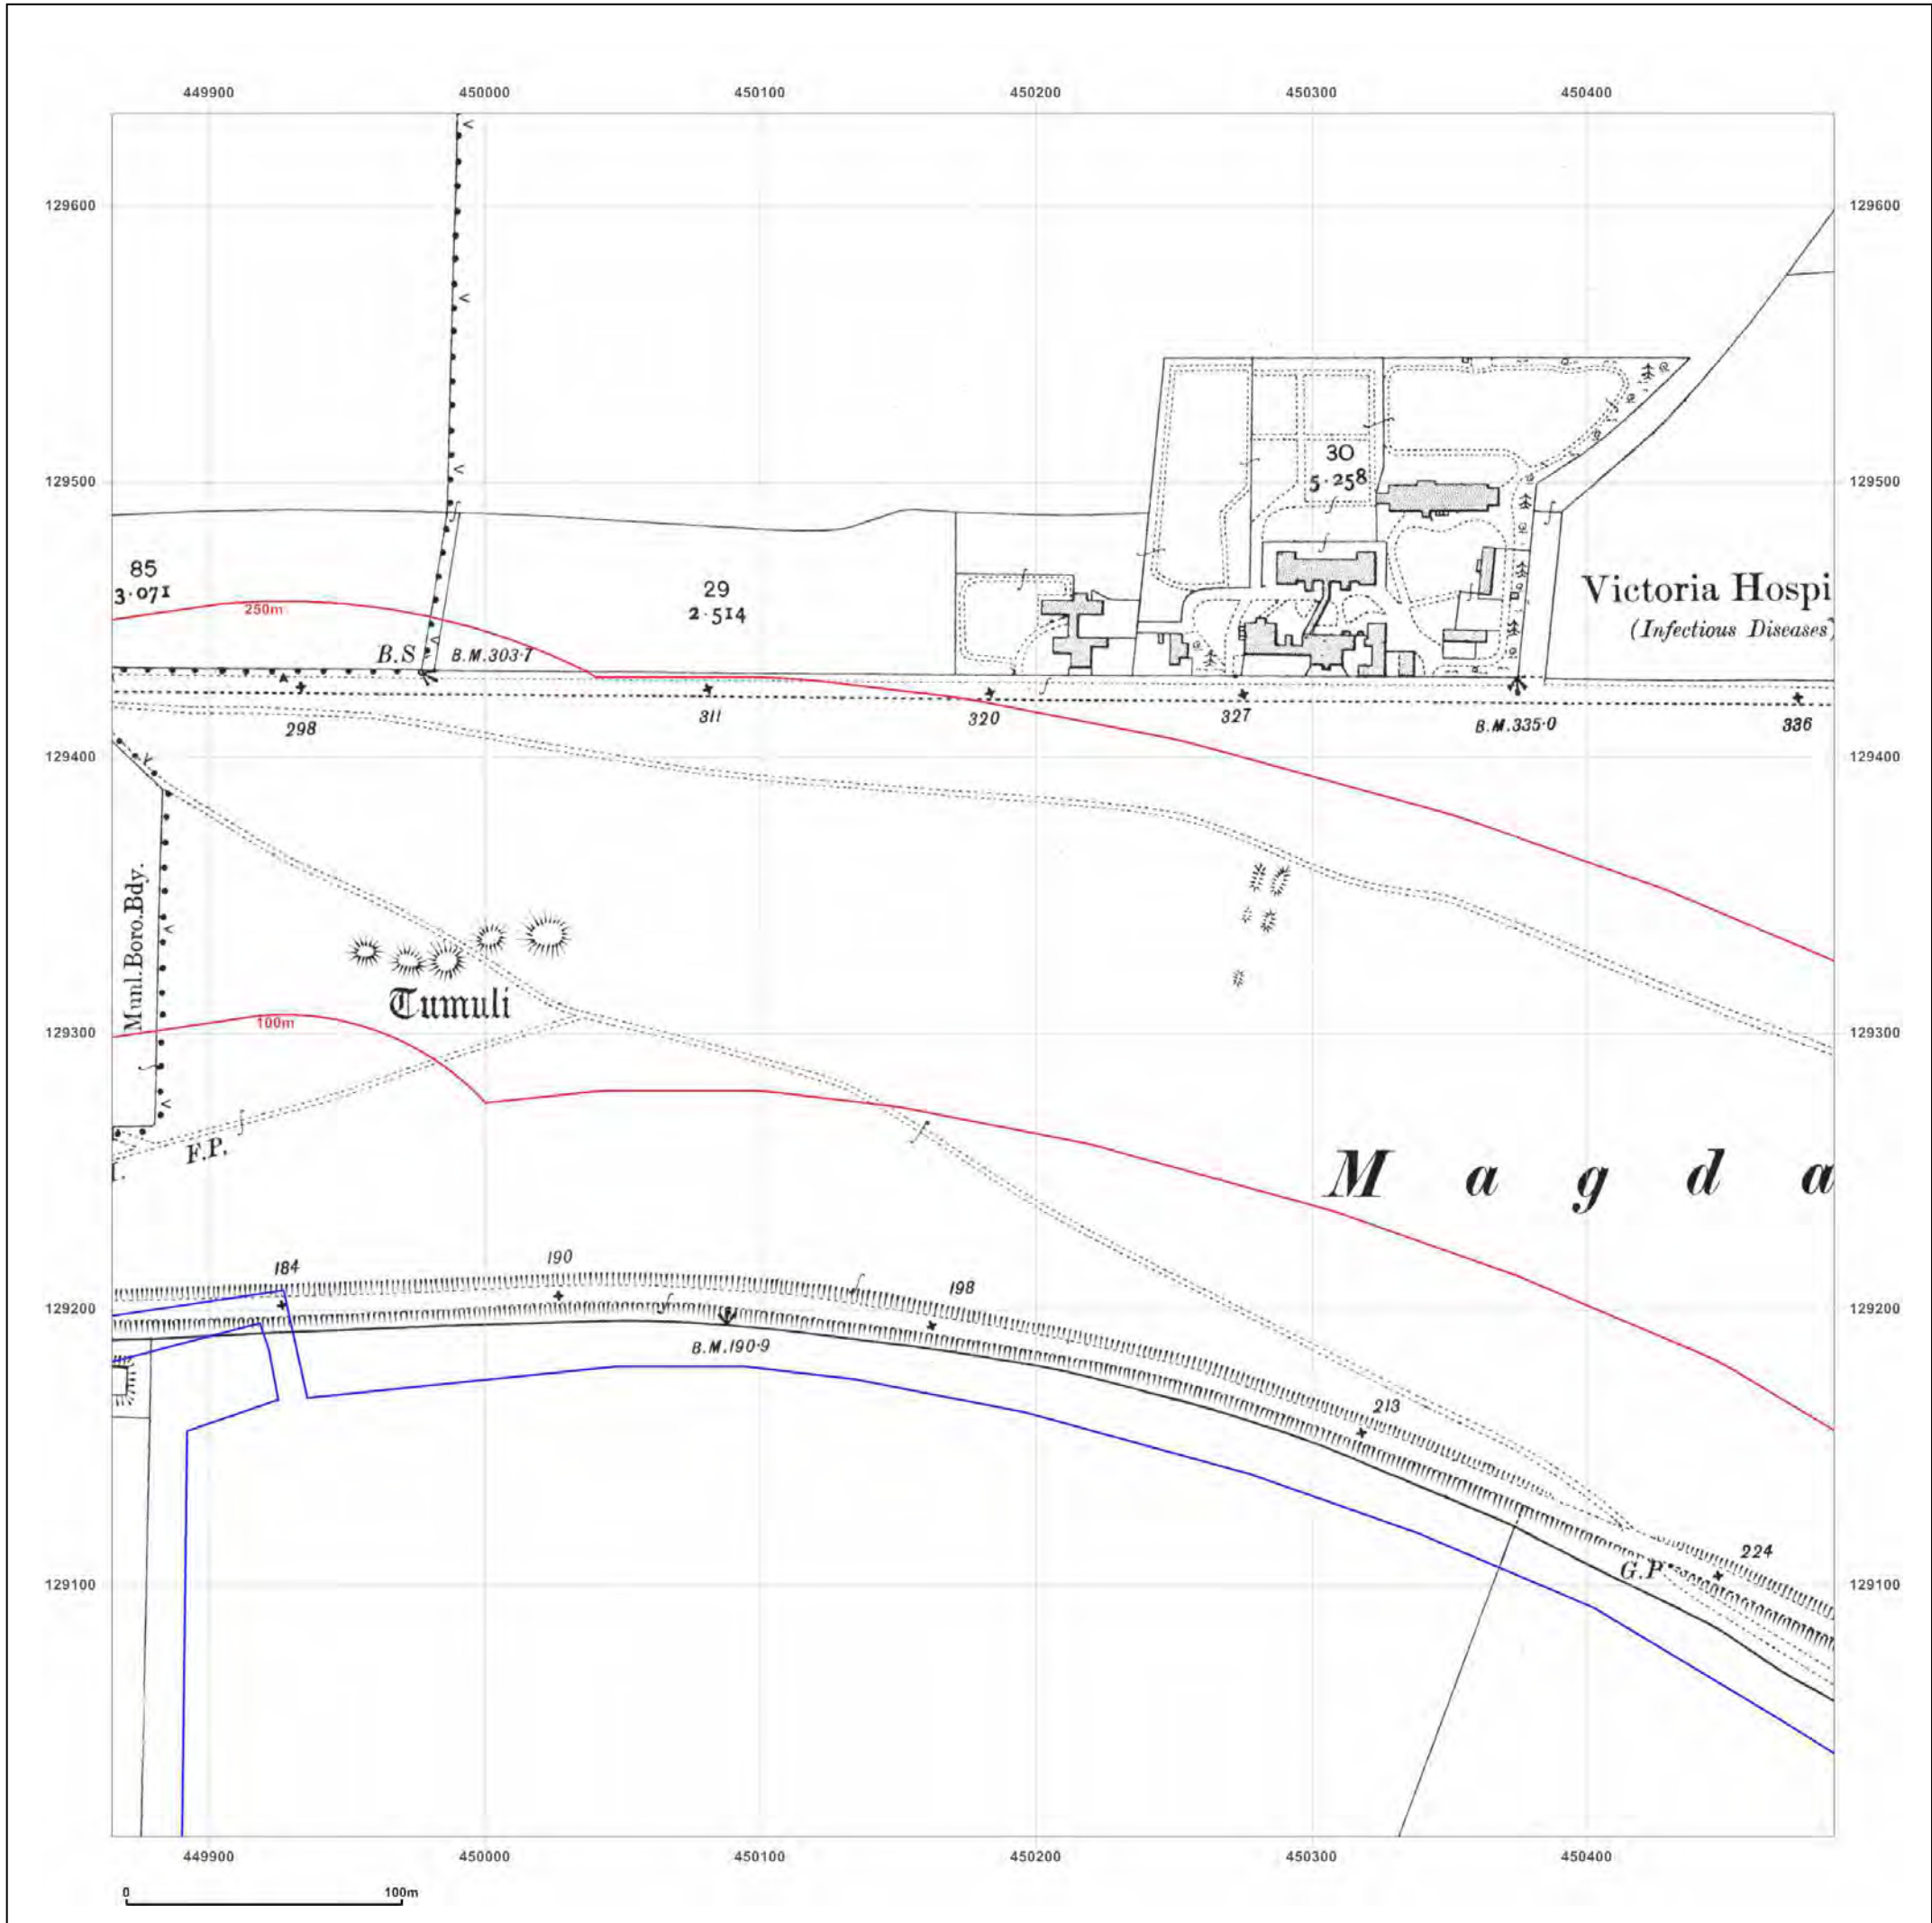 449900 450000 450100 450200 450300 450400
129600 129600
129500 129500
30
5·258
85
3·071
29
2·514
250m
Victoria Hospi
(Infectious Diseases)
B.S
B.M.303·7
298 311 320 327 B.M.335·0 336
129400 129400
Munl. Boro. Bdy.
Tumuli
100m
129300 129300
F.P.
M a g d a
184 190 198
129200 129200
B.M.190·9
213
224
G.P
129100 129100
449900 450000 450100 450200 450300 450400
0 100m